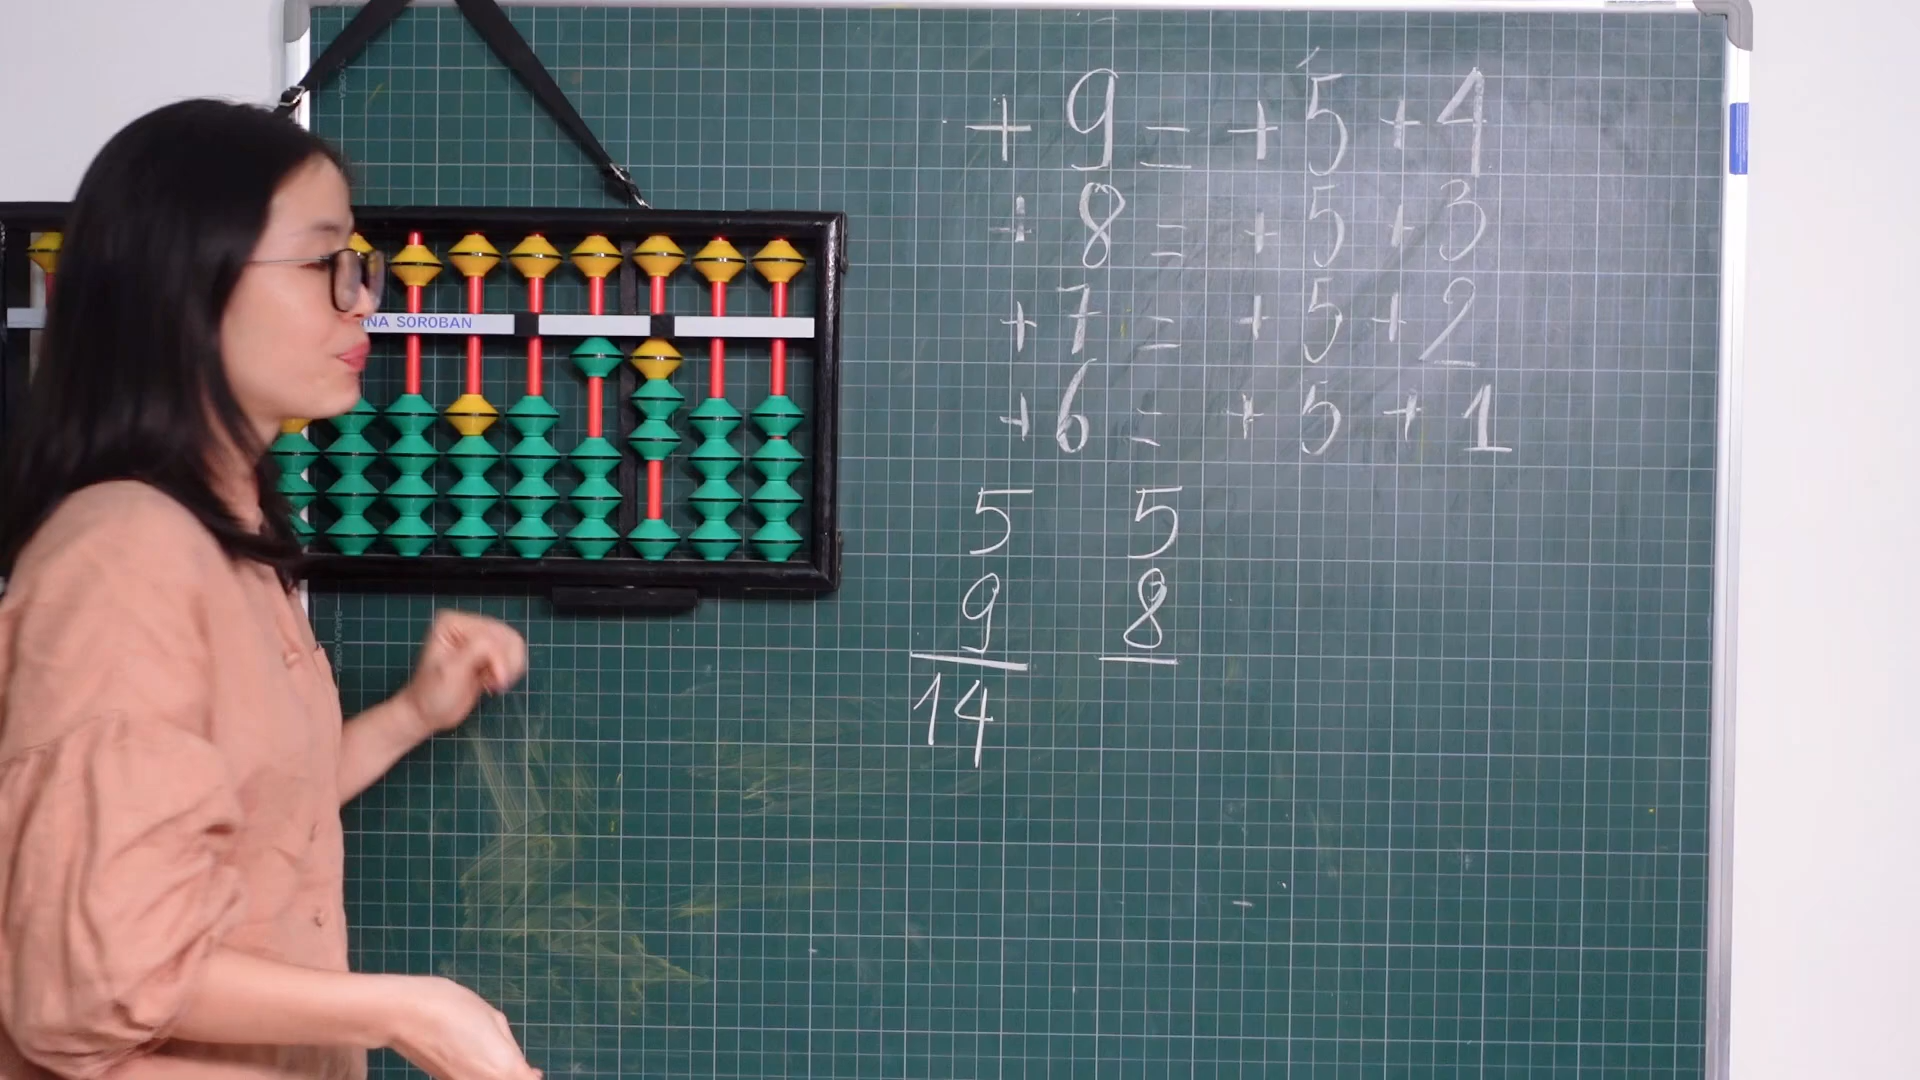 + 9 = + 5 + 4
+ 8 = + 5 + 3
+ 7 = + 5 + 2
+ 6 = + 5 + 1
SOROBAN
5 5
9 8
14